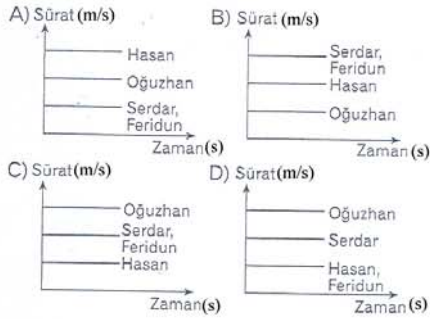 A) Sürat (m/s)
Hasan
Oğuzhan
Serdar,
Feridun
Zaman (s)
B) Sürat (m/s)
Serdar,
Feridun
Hasan
Oğuzhan
Zaman (s)
C) Sürat (m/s)
Oğuzhan
Serdar,
Feridun
Hasan
Zaman (s)
D) Sürat (m/s)
Oğuzhan
Serdar
Hasan,
Feridun
Zaman (s)